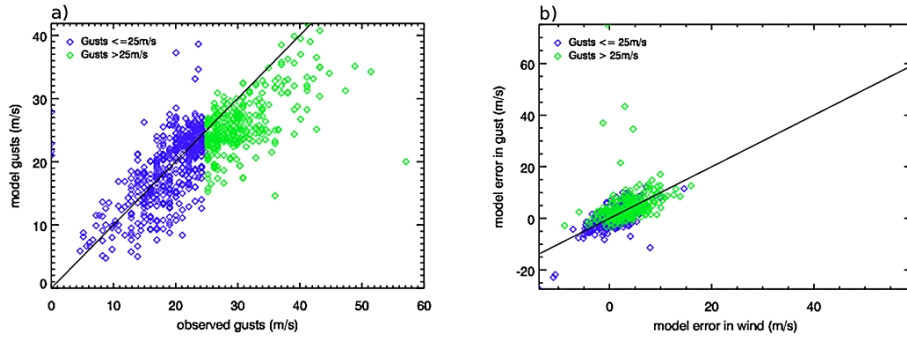 a)
Gusts <=25m/s
Gusts >25m/s
40
30
20
10
0
0 10 20 30 40 50 60
model gusts (m/s)
observed gusts (m/s)
b)
Gusts <= 25m/s
Gusts > 25m/s
60
40
20
0
-20
0 20 40
model error in gust (m/s)
model error in wind (m/s)